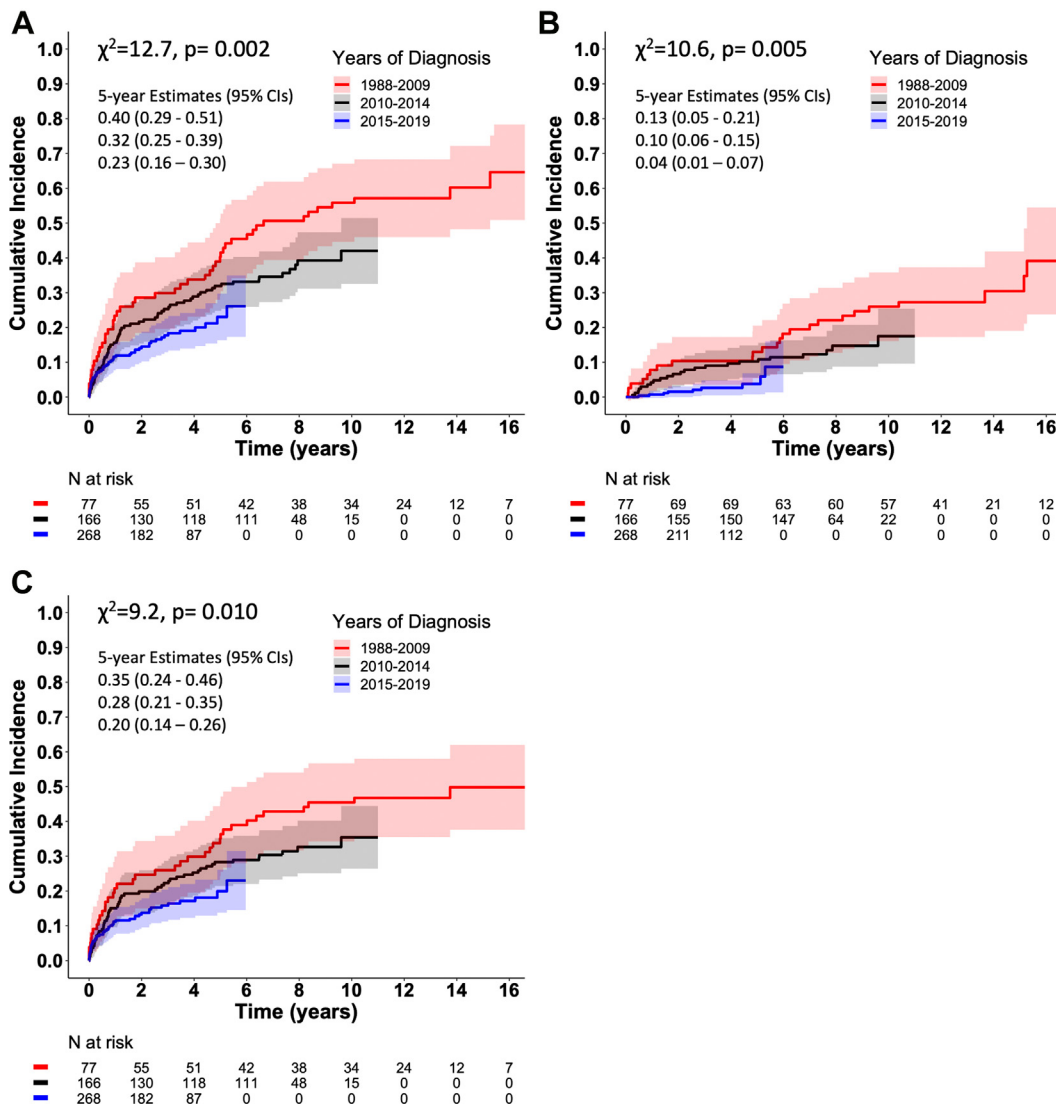 A
χ²=12.7, p= 0.002
5-year Estimates (95% CIs)
0.40 (0.29 - 0.51)
0.32 (0.25 - 0.39)
0.23 (0.16 – 0.30)
Years of Diagnosis
1988-2009
2010-2014
2015-2019
Cumulative Incidence
1.0
0.9
0.8
0.7
0.6
0.5
0.4
0.3
0.2
0.1
0.0
0 2 4 6 8 10 12 14 16
Time (years)
N at risk
77 55 51 42 38 34 24 12 7
166 130 118 111 48 15 0 0 0
268 182 87 0 0 0 0 0 0
B
χ²=10.6, p= 0.005
5-year Estimates (95% CIs)
0.13 (0.05 - 0.21)
0.10 (0.06 - 0.15)
0.04 (0.01 – 0.07)
Years of Diagnosis
1988-2009
2010-2014
2015-2019
Cumulative Incidence
1.0
0.9
0.8
0.7
0.6
0.5
0.4
0.3
0.2
0.1
0.0
0 2 4 6 8 10 12 14 16
Time (years)
N at risk
77 69 69 63 60 57 41 21 12
166 155 150 147 64 22 0 0 0
268 211 112 0 0 0 0 0 0
C
χ²=9.2, p= 0.010
5-year Estimates (95% CIs)
0.35 (0.24 - 0.46)
0.28 (0.21 - 0.35)
0.20 (0.14 – 0.26)
Years of Diagnosis
1988-2009
2010-2014
2015-2019
Cumulative Incidence
1.0
0.9
0.8
0.7
0.6
0.5
0.4
0.3
0.2
0.1
0.0
0 2 4 6 8 10 12 14 16
Time (years)
N at risk
77 55 51 42 38 34 24 12 7
166 130 118 111 48 15 0 0 0
268 182 87 0 0 0 0 0 0